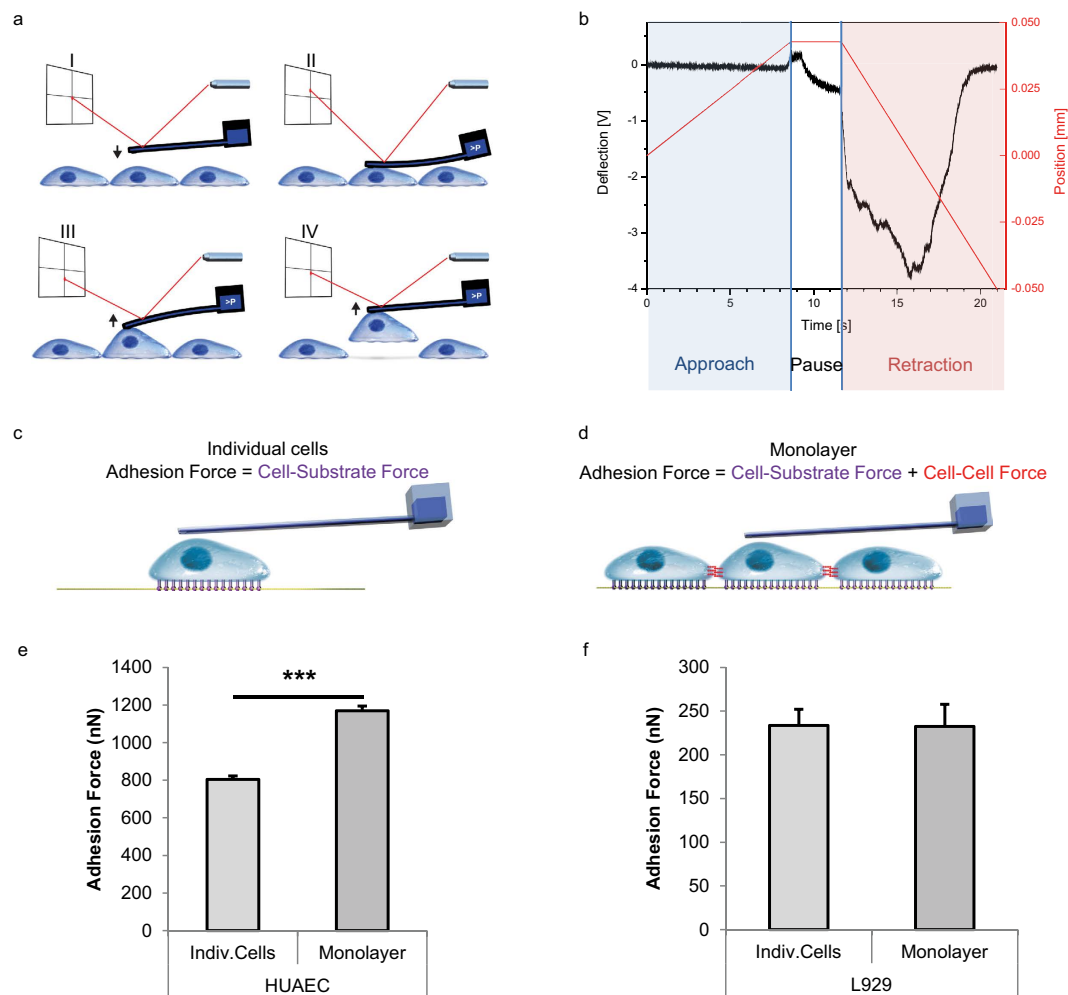 a
I
II
>P
III
IV
>P
>P
b
Deflection [V]
0
-1
-2
-3
-4
0
5
10
15
20
Time [s]
0.050
0.025
0.000
-0.025
-0.050
Position [mm]
Approach
Pause
Retraction
c
Individual cells
Adhesion Force = Cell-Substrate Force
d
Monolayer
Adhesion Force = Cell-Substrate Force + Cell-Cell Force
e
Adhesion Force (nN)
1400
1200
1000
800
600
400
200
0
***
Indiv.Cells
Monolayer
HUAEC
f
Adhesion Force (nN)
300
250
200
150
100
50
0
Indiv.Cells
Monolayer
L929